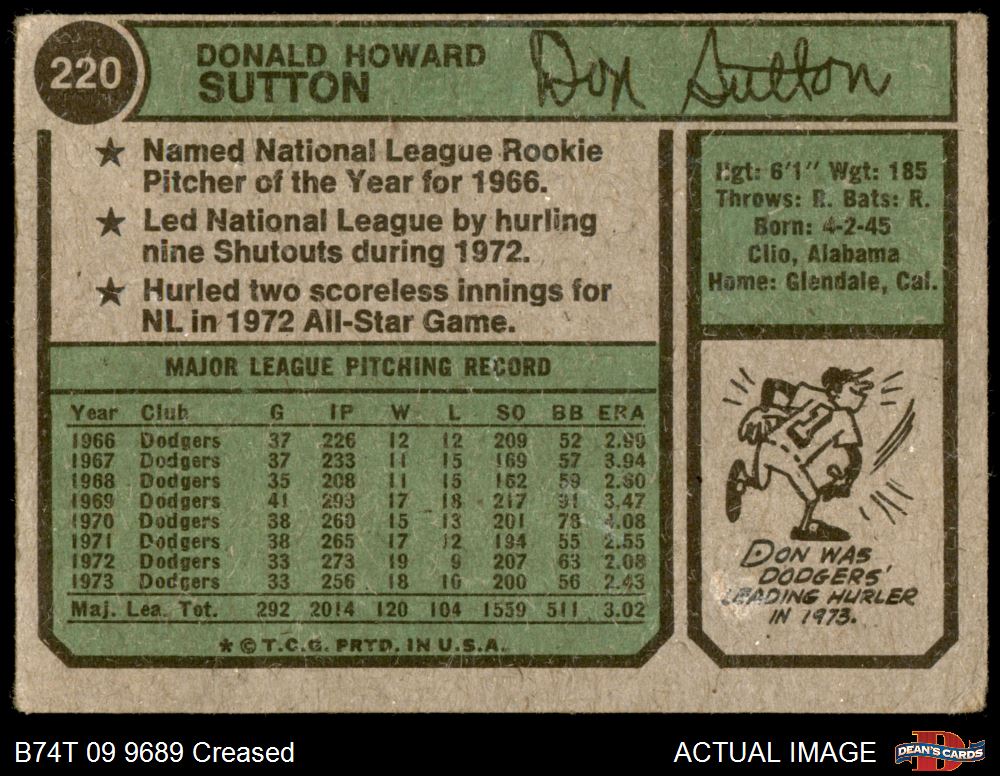 220
DONALD HOWARD
SUTTON
Don Sutton
★ Named National League Rookie
Pitcher of the Year for 1966.
★ Led National League by hurling
nine Shutouts during 1972.
★ Hurled two scoreless innings for
NL in 1972 All-Star Game.
Hgt: 6'1" Wgt: 185
Throws: R. Bats: R.
Born: 4-2-45
Clio, Alabama
Home: Glendale, Cal.
MAJOR LEAGUE PITCHING RECORD
Year Club G IP W L SO BB ERA
1966 Dodgers 37 226 12 12 209 52 2.99
1967 Dodgers 37 233 11 15 169 57 3.94
1968 Dodgers 35 208 11 15 162 59 2.60
1969 Dodgers 41 293 17 18 217 91 3.47
1970 Dodgers 38 260 15 13 201 78 4.08
1971 Dodgers 38 265 17 12 194 55 2.55
1972 Dodgers 33 273 19 9 207 63 2.08
1973 Dodgers 33 256 18 10 200 56 2.43
Maj. Lea. Tot. 292 2014 120 104 1559 511 3.02
* © T.C.G. PRTD. IN U.S.A.
DON WAS
DODGERS'
LEADING HURLER
IN 1973.
B74T 09 9689 Creased
ACTUAL IMAGE
DEAN'S CARDS